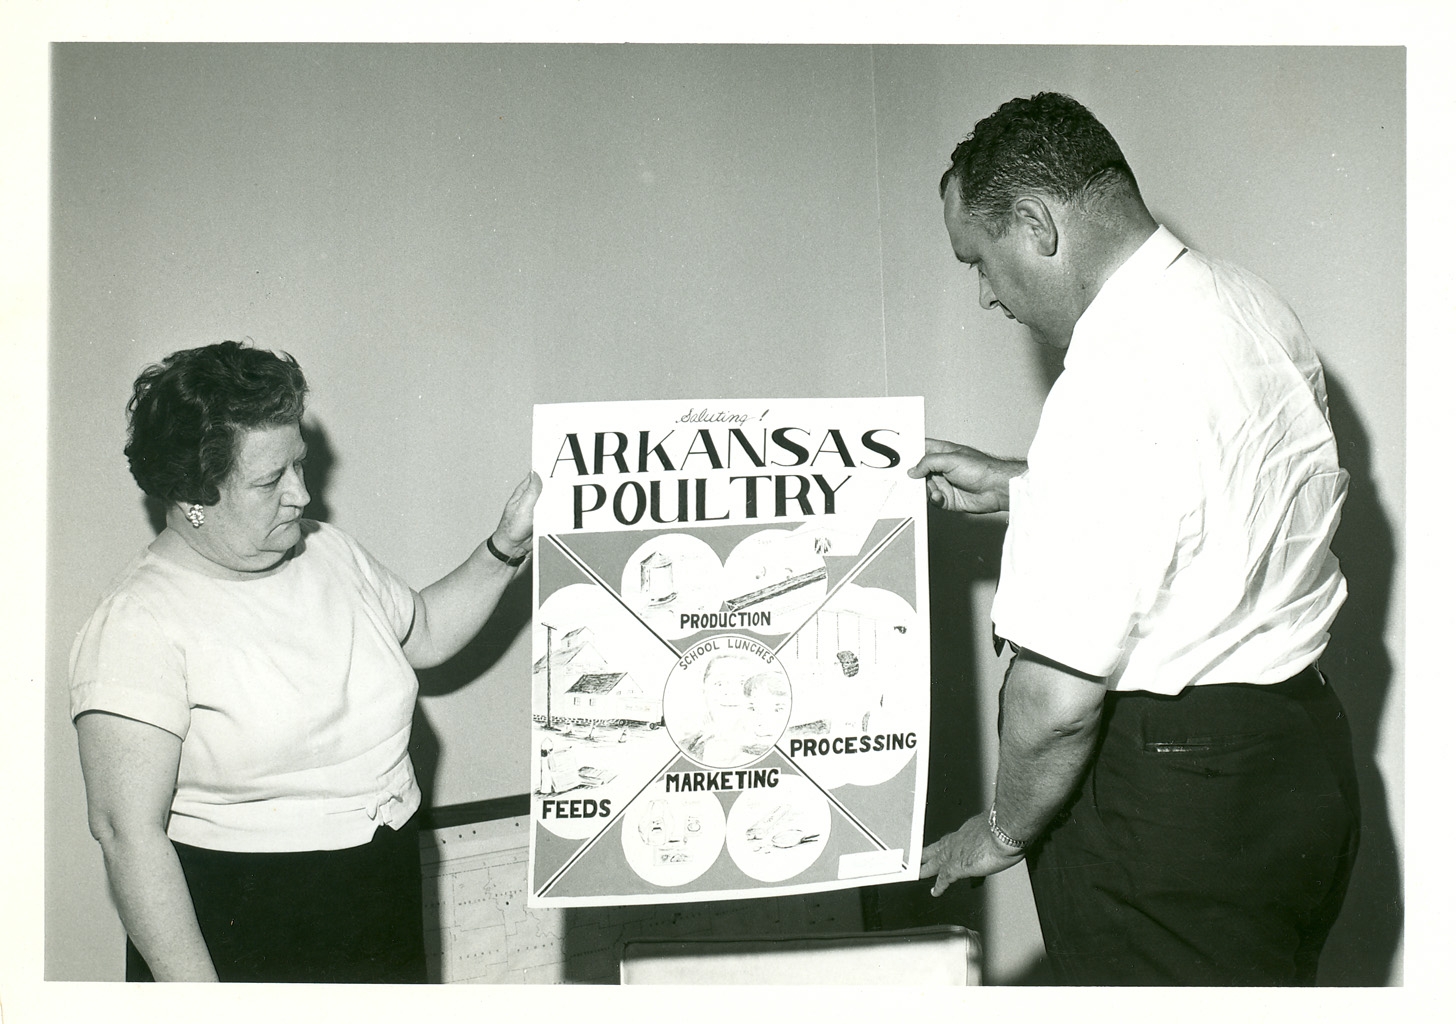 Saluting!
ARKANSAS
POULTRY
PRODUCTION
SCHOOL LUNCHES
PROCESSING
MARKETING
FEEDS